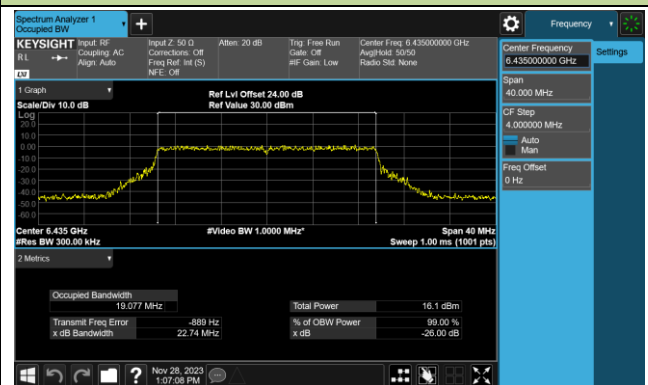 Spectrum Analyzer 1
Occupied BW
Frequency
KEYSIGHT
Input: RF
Input Z: 50 Ω
Atten: 20 dB
Trig: Free Run
Center Freq: 6.435000000 GHz
RL
Coupling: AC
Corrections: Off
Gate: Off
Avg|Hold: 50/50
Align: Auto
Freq Ref: Int (S)
#IF Gain: Low
Radio Std: None
NFE: Off
LXI
Center Frequency
6.435000000 GHz
Settings
Span
40.000 MHz
CF Step
4.000000 MHz
Auto
Man
Freq Offset
0 Hz
1 Graph
Ref Lvl Offset 24.00 dB
Scale/Div 10.0 dB
Ref Value 30.00 dBm
Log
20.0
10.0
0.00
-10.0
-20.0
-30.0
-40.0
-50.0
-60.0
Center 6.435 GHz
#Video BW 1.0000 MHz*
Span 40 MHz
#Res BW 300.00 kHz
Sweep 1.00 ms (1001 pts)
2 Metrics
Occupied Bandwidth
19.077 MHz
Total Power
16.1 dBm
Transmit Freq Error
-889 Hz
% of OBW Power
99.00 %
x dB Bandwidth
22.74 MHz
x dB
-26.00 dB
Nov 28, 2023
1:07:08 PM